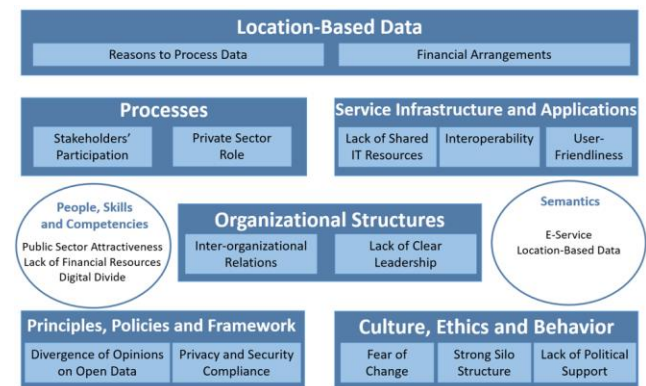 Location-Based Data
Reasons to Process Data
Financial Arrangements
Processes
Stakeholders'
Participation
Private Sector
Role
Service Infrastructure and Applications
Lack of Shared
IT Resources
Interoperability
User-
Friendliness
People, Skills
and Competencies
Public Sector Attractiveness
Lack of Financial Resources
Digital Divide
Organizational Structures
Inter-organizational
Relations
Lack of Clear
Leadership
Semantics
E-Service
Location-Based Data
Principles, Policies and Framework
Divergence of Opinions
on Open Data
Privacy and Security
Compliance
Culture, Ethics and Behavior
Fear of
Change
Strong Silo
Structure
Lack of Political
Support